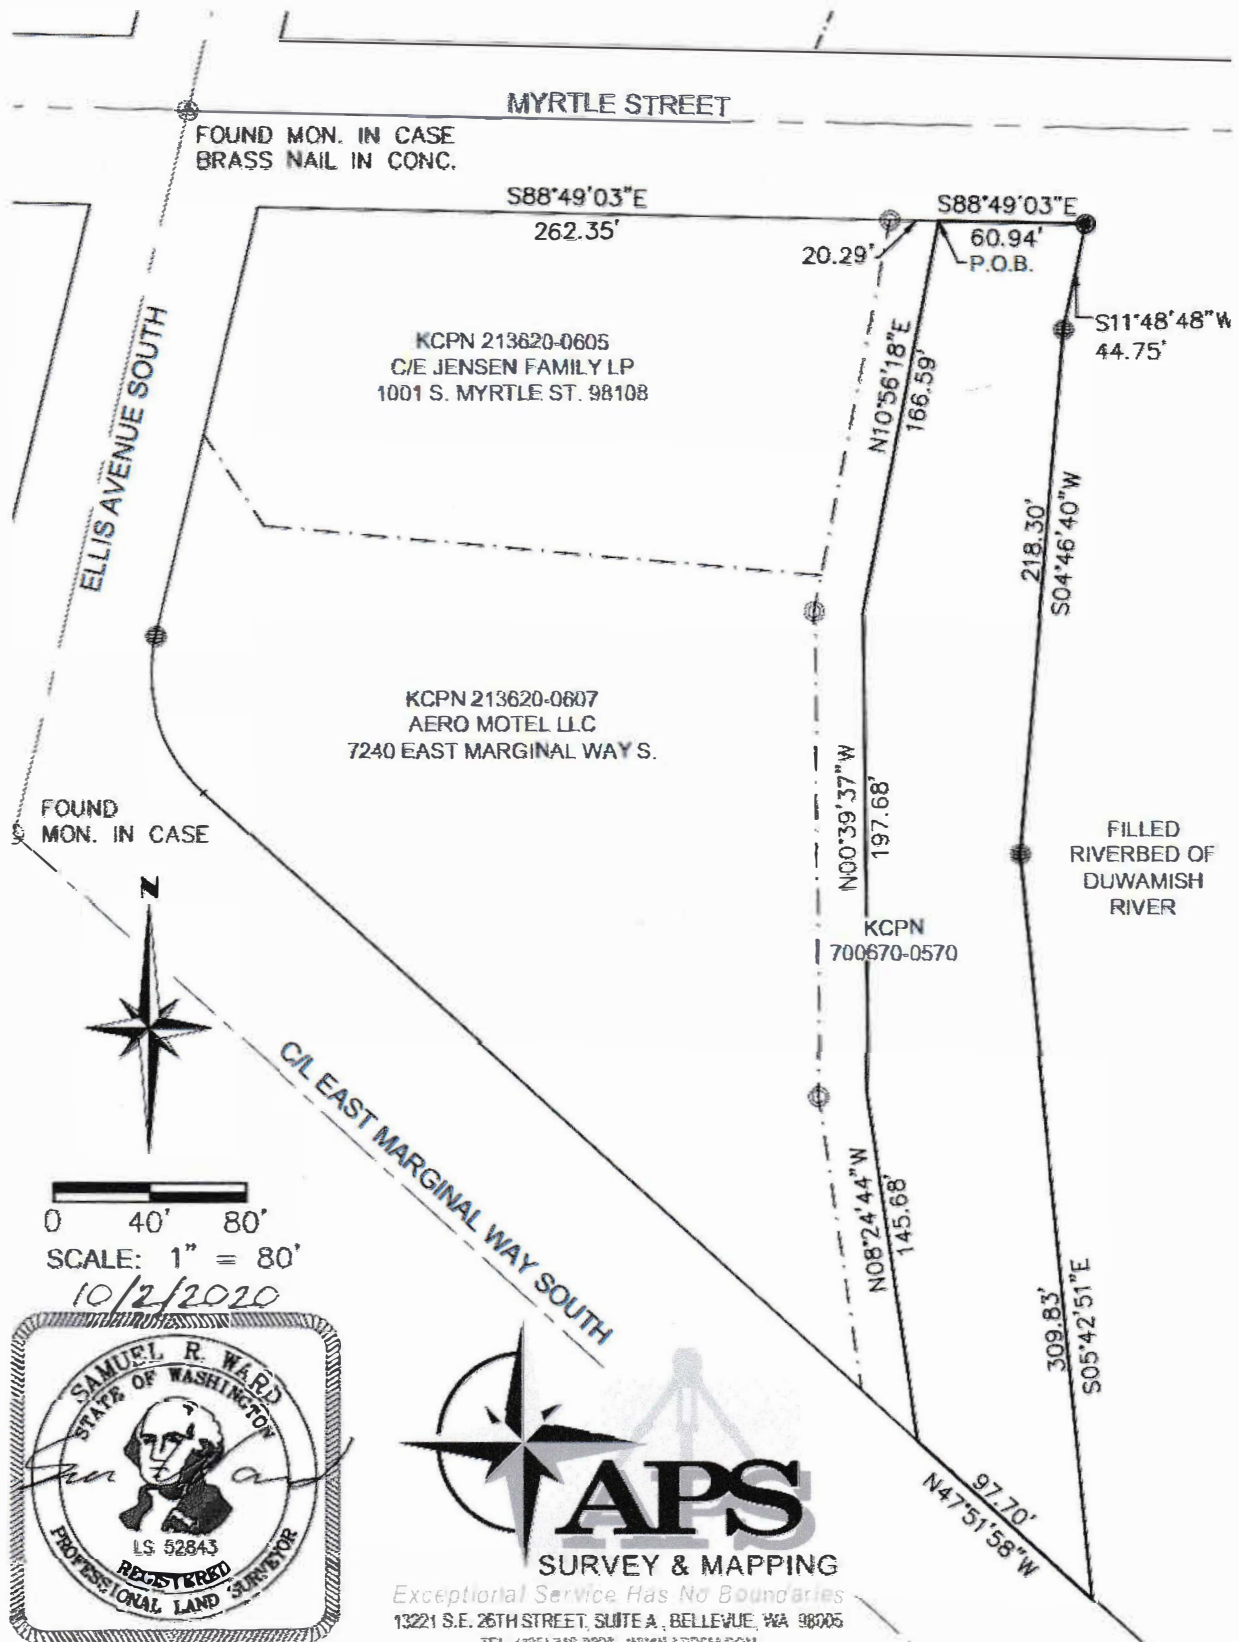 MYRTLE STREET
FOUND MON. IN CASE
BRASS NAIL IN CONC.
S88°49'03"E
262.35'
S88°49'03"E
60.94'
20.29'
P.O.B.
S11°48'48"W
44.75'
KCPN 213620-0605
C/E JENSEN FAMILY LP
1001 S. MYRTLE ST. 98108
N10°56'18"E
166.59'
ELLIS AVENUE SOUTH
218.30'
S04°46'40"W
KCPN 213620-0607
AERO MOTEL LLC
7240 EAST MARGINAL WAY S.
N00°39'37"W
197.68'
FOUND
MON. IN CASE
FILLED
RIVERBED OF
DUWAMISH
RIVER
N
KCPN
700670-0570
C/L EAST MARGINAL WAY SOUTH
N08°24'44"W
145.68'
0 40' 80'
SCALE: 1" = 80'
10/2/2020
309.83'
S05°42'51"E
SAMUEL R. WARD
STATE OF WASHINGTON
LS 52843
REGISTERED
PROFESSIONAL LAND SURVEYOR
97.70'
N47°51'58"W
APS
SURVEY & MAPPING
Exceptional Service Has No Boundaries
13221 S.E. 26TH STREET, SUITE A, BELLEVUE, WA 98005